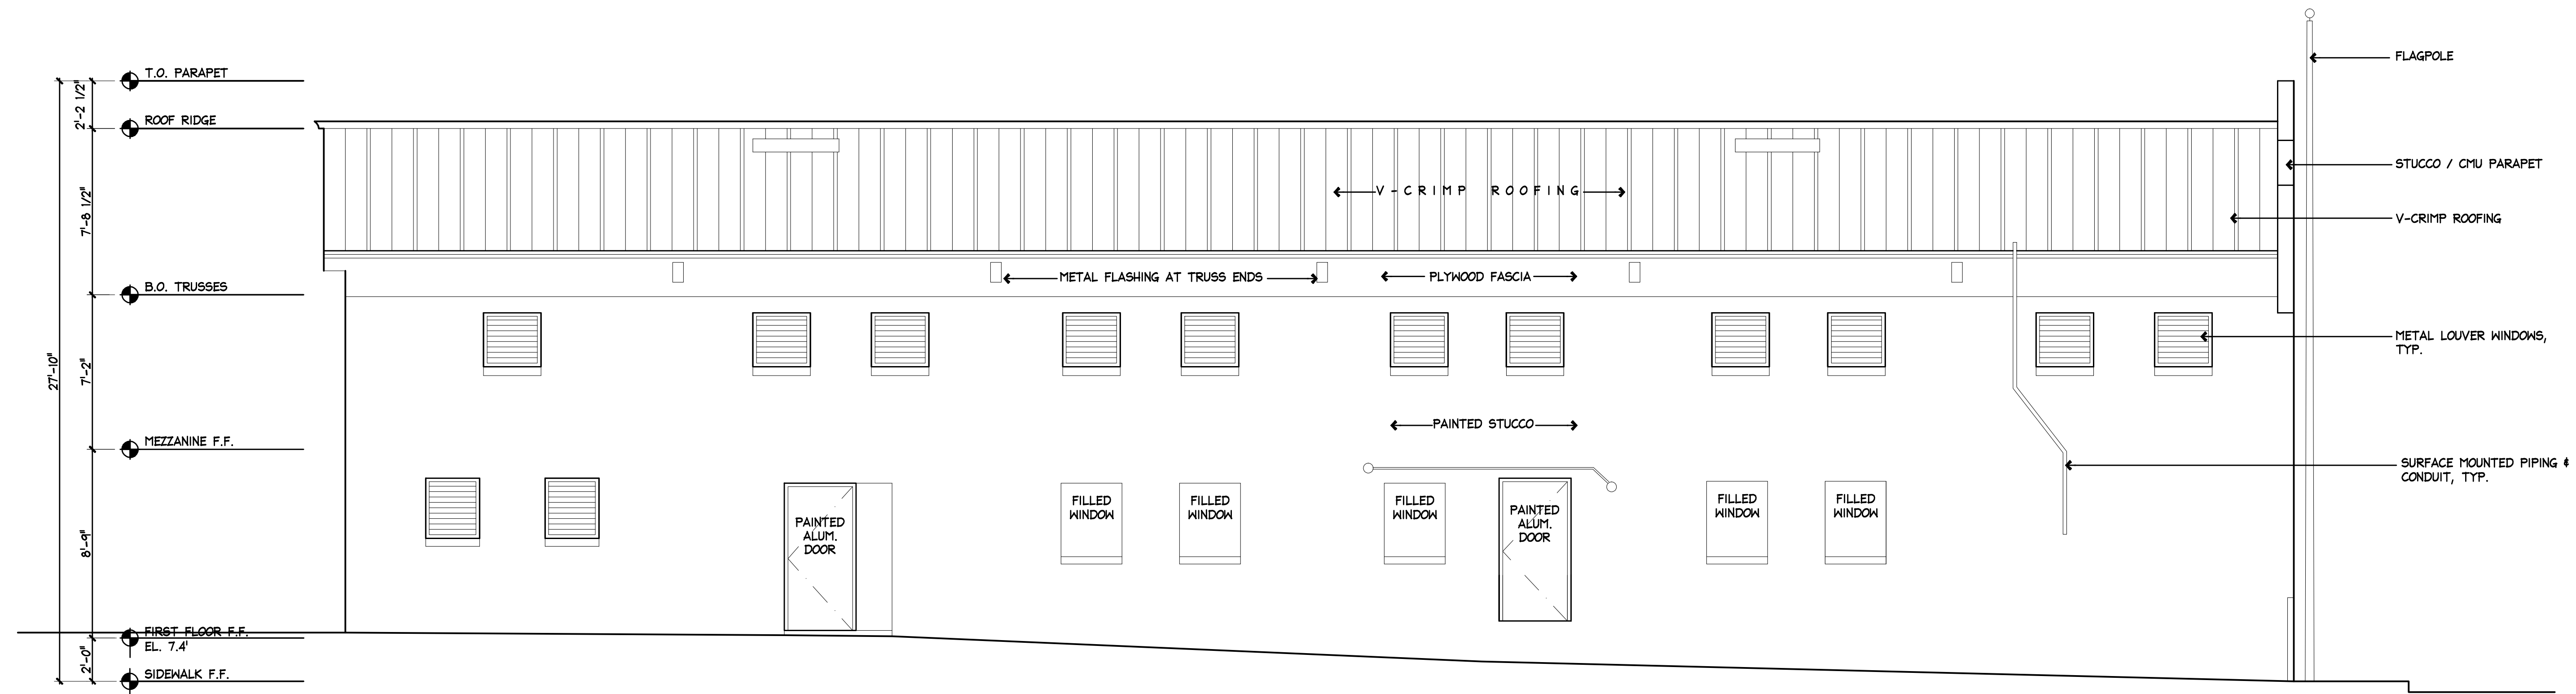 T.O. PARAPET
ROOF RIDGE
B.O. TRUSSES
MEZZANINE F.F.
FIRST FLOOR F.F.
EL. 7.4'
SIDEWALK F.F.
27'-10"
2'-2 1/2"
7'-8 1/2"
7'-2"
8'-9"
2'-0"
V-CRIMP ROOFING
METAL FLASHING AT TRUSS ENDS
PLYWOOD FASCIA
PAINTED STUCCO
PAINTED
ALUM.
DOOR
FILLED
WINDOW
FILLED
WINDOW
FILLED
WINDOW
PAINTED
ALUM.
DOOR
FILLED
WINDOW
FILLED
WINDOW
FLAGPOLE
STUCCO / CMU PARAPET
V-CRIMP ROOFING
METAL LOUVER WINDOWS,
TYP.
SURFACE MOUNTED PIPING &
CONDUIT, TYP.